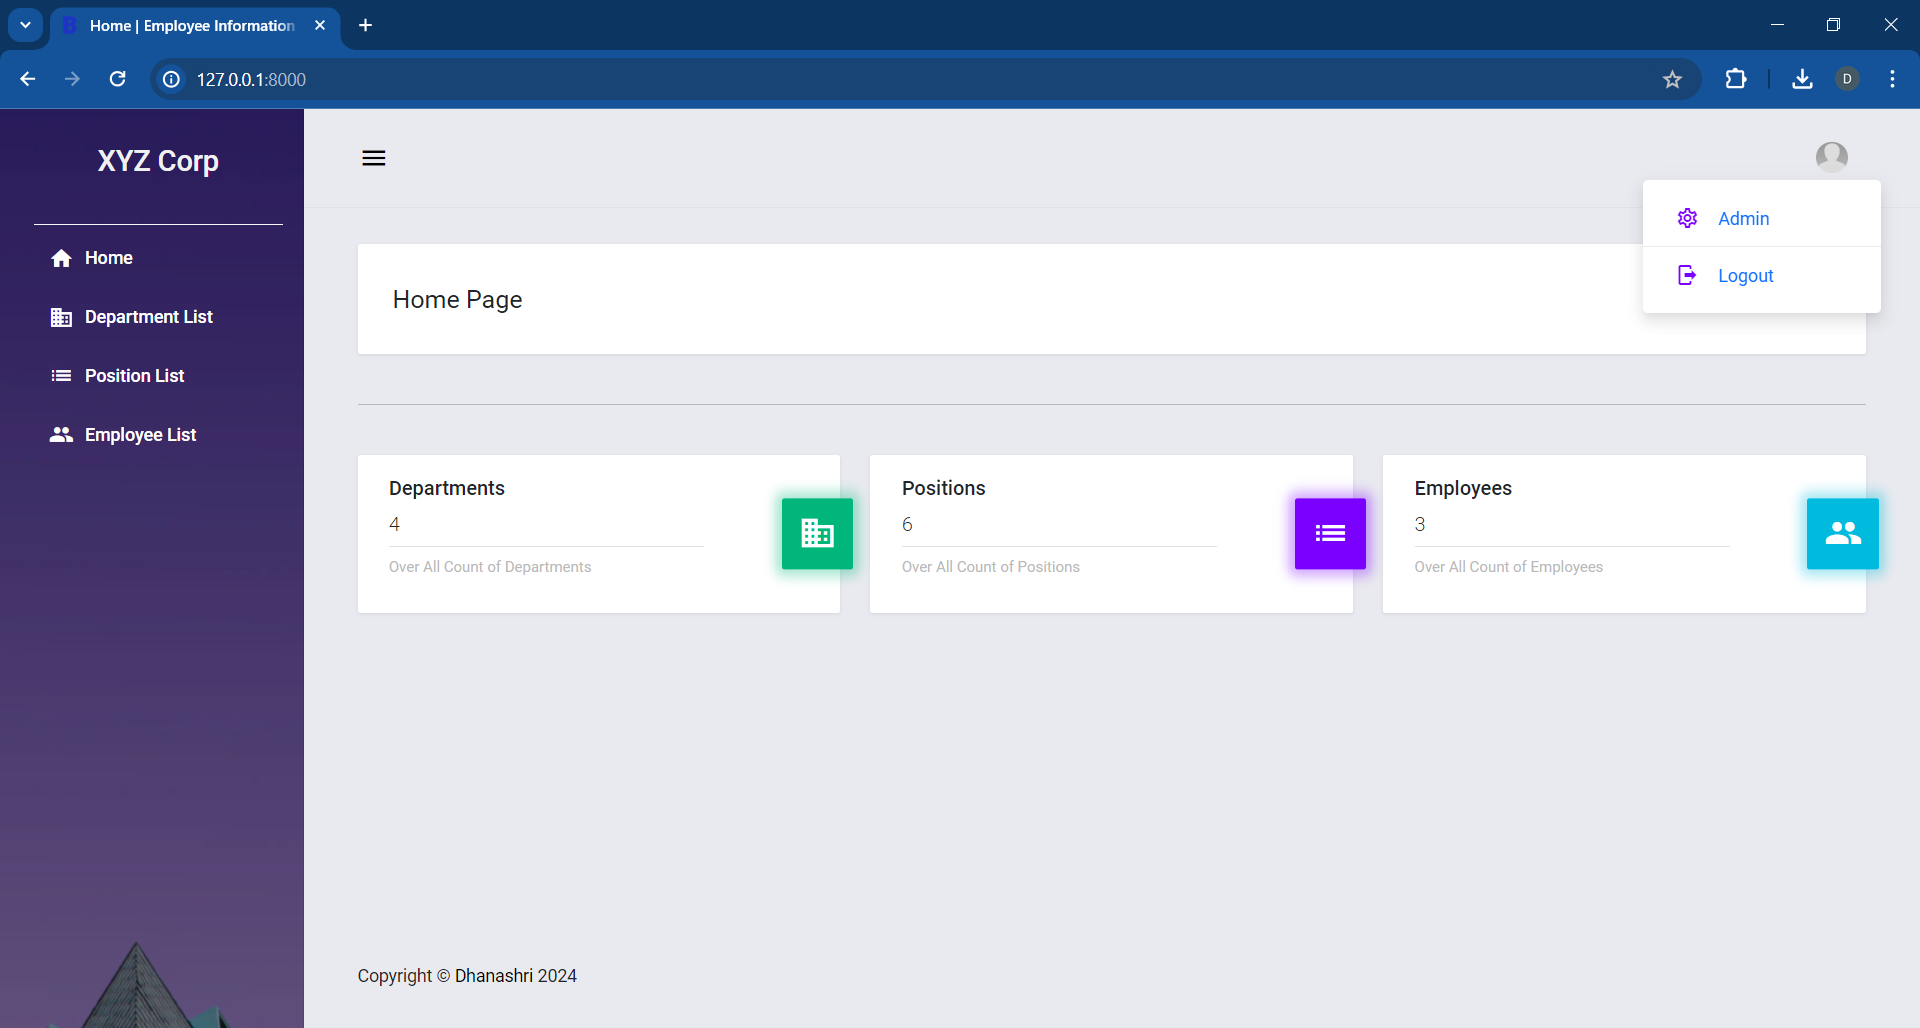 Home | Employee Information
127.0.0.1:8000
D
XYZ Corp
Home
Department List
Position List
Employee List
Admin
Logout
Home Page
Departments
4
Over All Count of Departments
Positions
6
Over All Count of Positions
Employees
3
Over All Count of Employees
Copyright © Dhanashri 2024